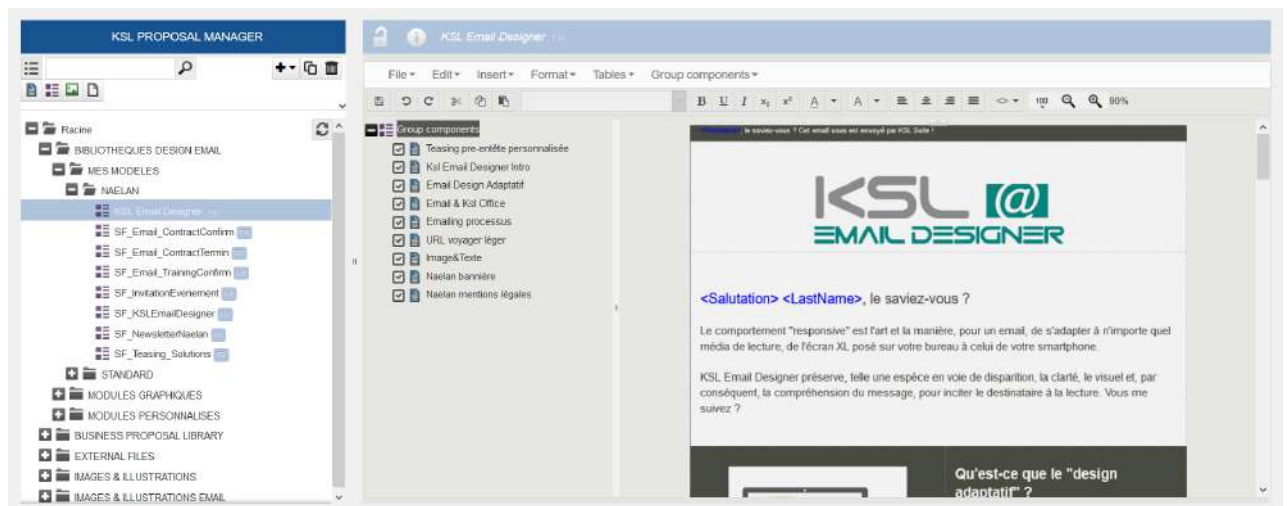 KSL PROPOSAL MANAGER
Racine
BIBLIOTHEQUES DESIGN EMAIL
MES MODELES
NAELAN
KSL Email Designer
SF_Email_ContractConfirm
SF_Email_ContractTermin
SF_Email_TrainingConfirm
SF_InvitationEvenement
SF_KSLEmailDesigner
SF_NewsletterNaelan
SF_Teasing_Solutions
STANDARD
MODULES GRAPHIQUES
MODULES PERSONNALISES
BUSINESS PROPOSAL LIBRARY
EXTERNAL FILES
IMAGES & ILLUSTRATIONS
IMAGES & ILLUSTRATIONS EMAIL
KSL Email Designer
File Edit Insert Format Tables Group components
B U I x₂ x² A A 90%
Group components
Teasing pre-entête personnalisée
Ksl Email Designer Intro
Email Design Adaptatif
Email & Ksl Office
Emailing processus
URL voyager léger
Image&Texte
Naelan bannière
Naelan mentions légales
le saviez-vous ? Cet email vous est envoyé par KSL Suite !
KSL @
EMAIL DESIGNER
<Salutation> <LastName>, le saviez-vous ?
Le comportement "responsive" est l'art et la manière, pour un email, de s'adapter à n'importe quel
média de lecture, de l'écran XL posé sur votre bureau à celui de votre smartphone.
KSL Email Designer préserve, telle une espéce en voie de disparition, la clarté, le visuel et, par
conséquent, la compréhension du message, pour inciter le destinataire à la lecture. Vous me
suivez ?
Qu'est-ce que le "design
adaptatif" ?